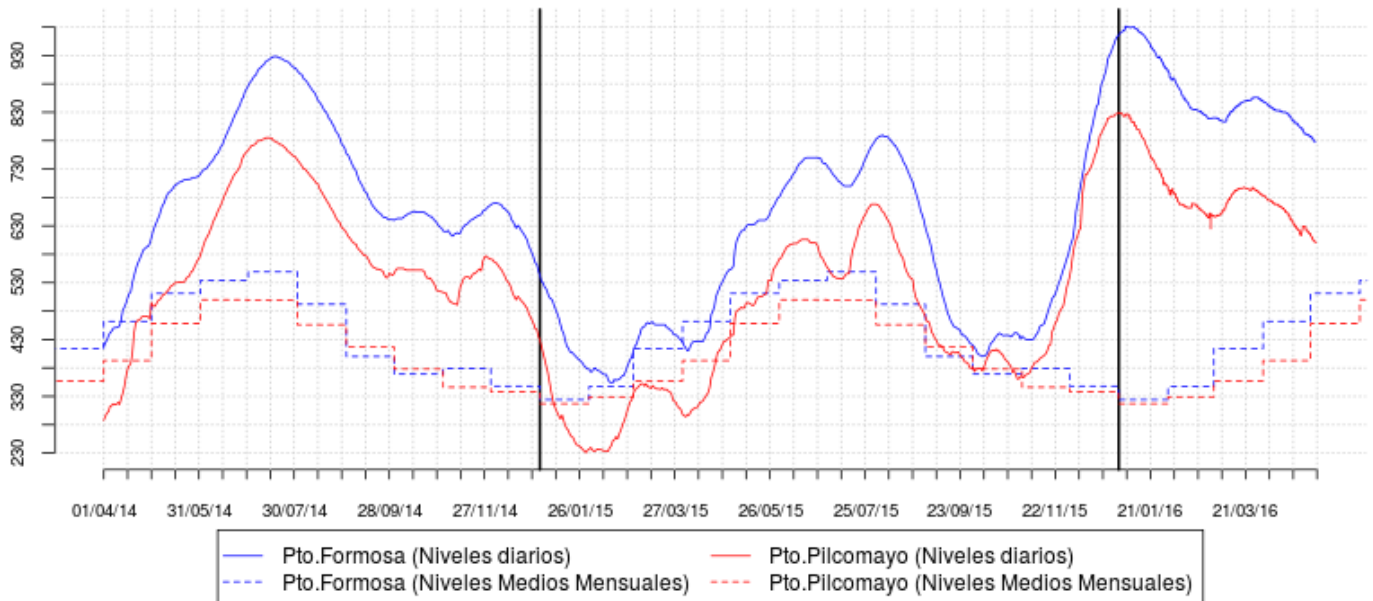 930
830
730
630
530
430
330
230
01/04/14 31/05/14 30/07/14 28/09/14 27/11/14 26/01/15 27/03/15 26/05/15 25/07/15 23/09/15 22/11/15 21/01/16 21/03/16
Pto.Formosa (Niveles diarios) Pto.Pilcomayo (Niveles diarios)
Pto.Formosa (Niveles Medios Mensuales) Pto.Pilcomayo (Niveles Medios Mensuales)